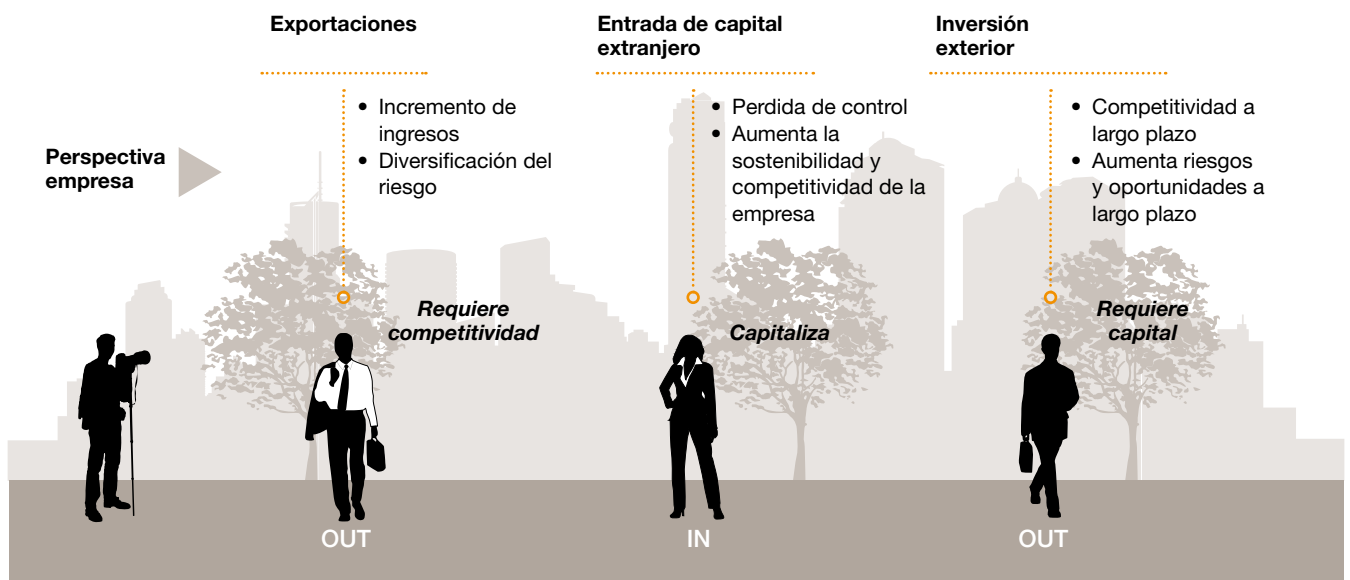 Exportaciones
Entrada de capital
extranjero
Inversión
exterior
Perspectiva
empresa
• Incremento de
ingresos
• Diversificación del
riesgo
• Perdida de control
• Aumenta la
sostenibilidad y
competitividad de la
empresa
• Competitividad a
largo plazo
• Aumenta riesgos
y oportunidades a
largo plazo
Requiere
competitividad
Capitaliza
Requiere
capital
OUT
IN
OUT